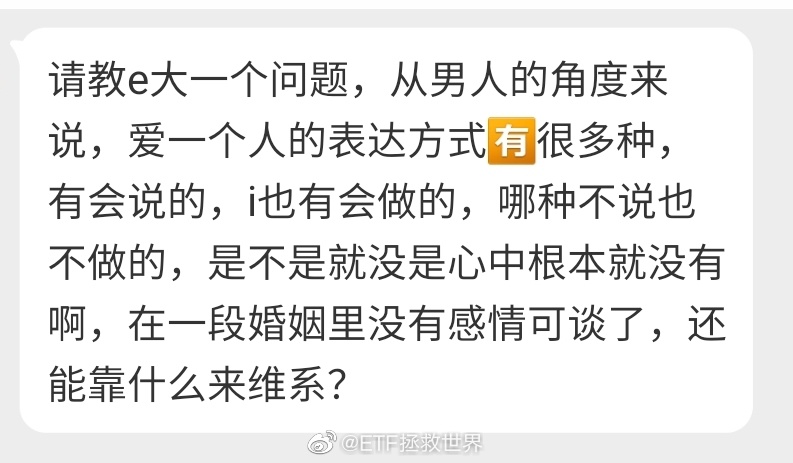 请教e大一个问题，从男人的角度来
说，爱一个人的表达方式🈶很多种，
有会说的，i也有会做的，哪种不说也
不做的，是不是就没是心中根本就没有
啊，在一段婚姻里没有感情可谈了，还
能靠什么来维系？
@ETF拯救世界